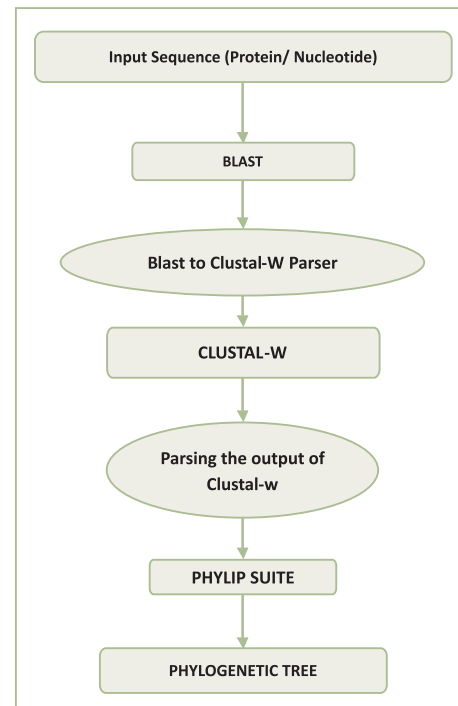 Input Sequence (Protein/ Nucleotide)
BLAST
Blast to Clustal-W Parser
CLUSTAL-W
Parsing the output of
Clustal-w
PHYLIP SUITE
PHYLOGENETIC TREE